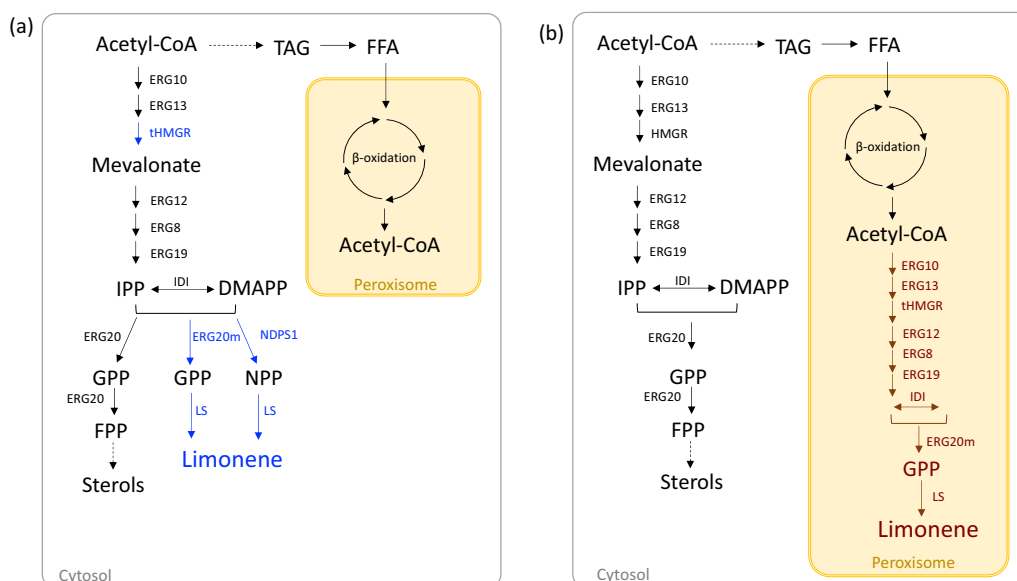 (a)
Acetyl-CoA TAG FFA
ERG10
ERG13
tHMGR
Mevalonate
ERG12
ERG8
ERG19
IPP IDI DMAPP
ERG20 ERG20m NDPS1
GPP GPP NPP
ERG20 LS LS
FPP
Limonene
Sterols
β-oxidation
Acetyl-CoA
Peroxisome
Cytosol
(b)
Acetyl-CoA TAG FFA
ERG10
ERG13
HMGR
Mevalonate
ERG12
ERG8
ERG19
IPP IDI DMAPP
ERG20
GPP
ERG20
FPP
Sterols
β-oxidation
Acetyl-CoA
ERG10
ERG13
tHMGR
ERG12
ERG8
ERG19
IDI
ERG20m
GPP
LS
Limonene
Peroxisome
Cytosol